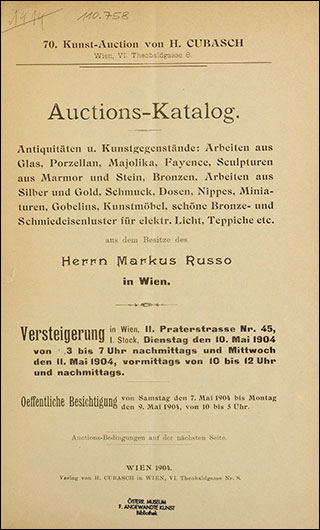 110.758
70. Kunst-Auction von H. CUBASCH
Wien, VI. Theobaldgasse 8.
Auctions-Katalog.
Antiquitäten u. Kunstgegenstände: Arbeiten aus
Glas, Porzellan, Majolika, Fayence, Sculpturen
aus Marmor und Stein, Bronzen, Arbeiten aus
Silber und Gold, Schmuck, Dosen, Nippes, Minia-
turen, Gobelins, Kunstmöbel, schöne Bronze- und
Schmiedeisenluster für elektr. Licht, Teppiche etc.
aus dem Besitze des
Herrn Markus Russo
in Wien.
Versteigerung in Wien, II. Praterstrasse Nr. 45,
I. Stock, Dienstag den 10. Mai 1904
von 3 bis 7 Uhr nachmittags und Mittwoch
den 11. Mai 1904, vormittags von 10 bis 12 Uhr
und nachmittags.
Oeffentliche Besichtigung von Samstag den 7. Mai 1904 bis Montag
den 9. Mai 1904, von 10 bis 5 Uhr.
Auctions-Bedingungen auf der nächsten Seite.
WIEN 1904.
Verlag von H. CUBASCH in WIEN, VI. Theobaldgasse Nr. 8.
ÖSTERR. MUSEUM
F. ANGEWANDTE KUNST
Bibliothek